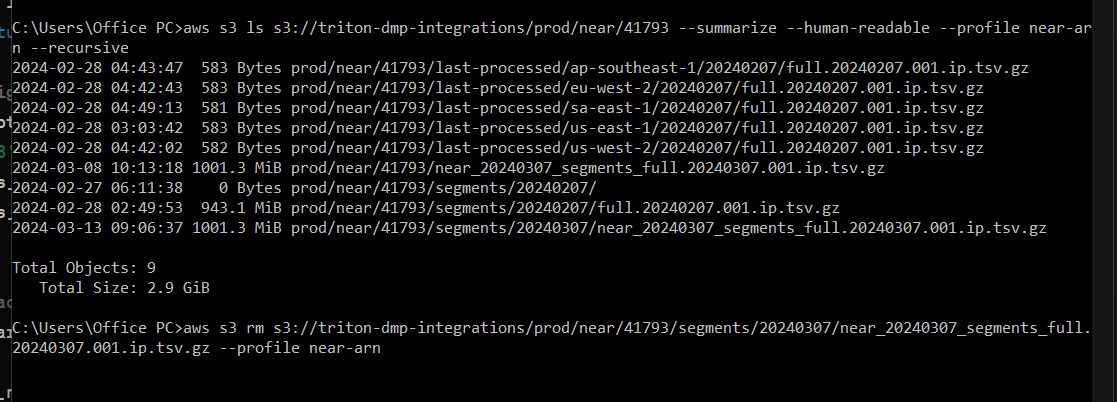 C:\Users\Office PC>aws s3 ls s3://triton-dmp-integrations/prod/near/41793 --summarize --human-readable --profile near-ar
n --recursive
2024-02-28 04:43:47  583 Bytes prod/near/41793/last-processed/ap-southeast-1/20240207/full.20240207.001.ip.tsv.gz
2024-02-28 04:42:43  583 Bytes prod/near/41793/last-processed/eu-west-2/20240207/full.20240207.001.ip.tsv.gz
2024-02-28 04:49:13  581 Bytes prod/near/41793/last-processed/sa-east-1/20240207/full.20240207.001.ip.tsv.gz
2024-02-28 03:03:42  583 Bytes prod/near/41793/last-processed/us-east-1/20240207/full.20240207.001.ip.tsv.gz
2024-02-28 04:42:02  582 Bytes prod/near/41793/last-processed/us-west-2/20240207/full.20240207.001.ip.tsv.gz
2024-03-08 10:13:18 1001.3 MiB prod/near/41793/near_20240307_segments_full.20240307.001.ip.tsv.gz
2024-02-27 06:11:38    0 Bytes prod/near/41793/segments/20240207/
2024-02-28 02:49:53  943.1 MiB prod/near/41793/segments/20240207/full.20240207.001.ip.tsv.gz
2024-03-13 09:06:37 1001.3 MiB prod/near/41793/segments/20240307/near_20240307_segments_full.20240307.001.ip.tsv.gz
Total Objects: 9
   Total Size: 2.9 GiB
C:\Users\Office PC>aws s3 rm s3://triton-dmp-integrations/prod/near/41793/segments/20240307/near_20240307_segments_full.
20240307.001.ip.tsv.gz --profile near-arn